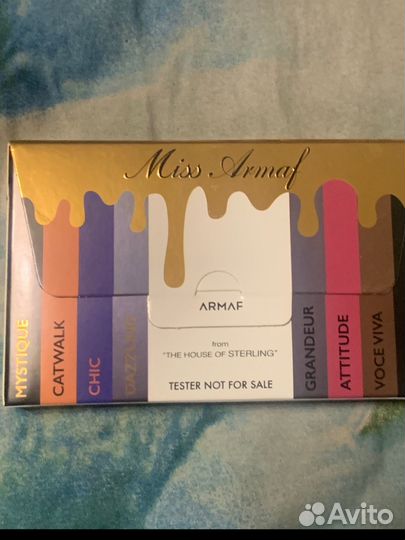 Miss Armaf
MYSTIQUE
CATWALK
CHIC
ARMAF
from
"THE HOUSE OF STERLING"
TESTER NOT FOR SALE
GRANDEUR
ATTITUDE
VOCE VIVA
Avito